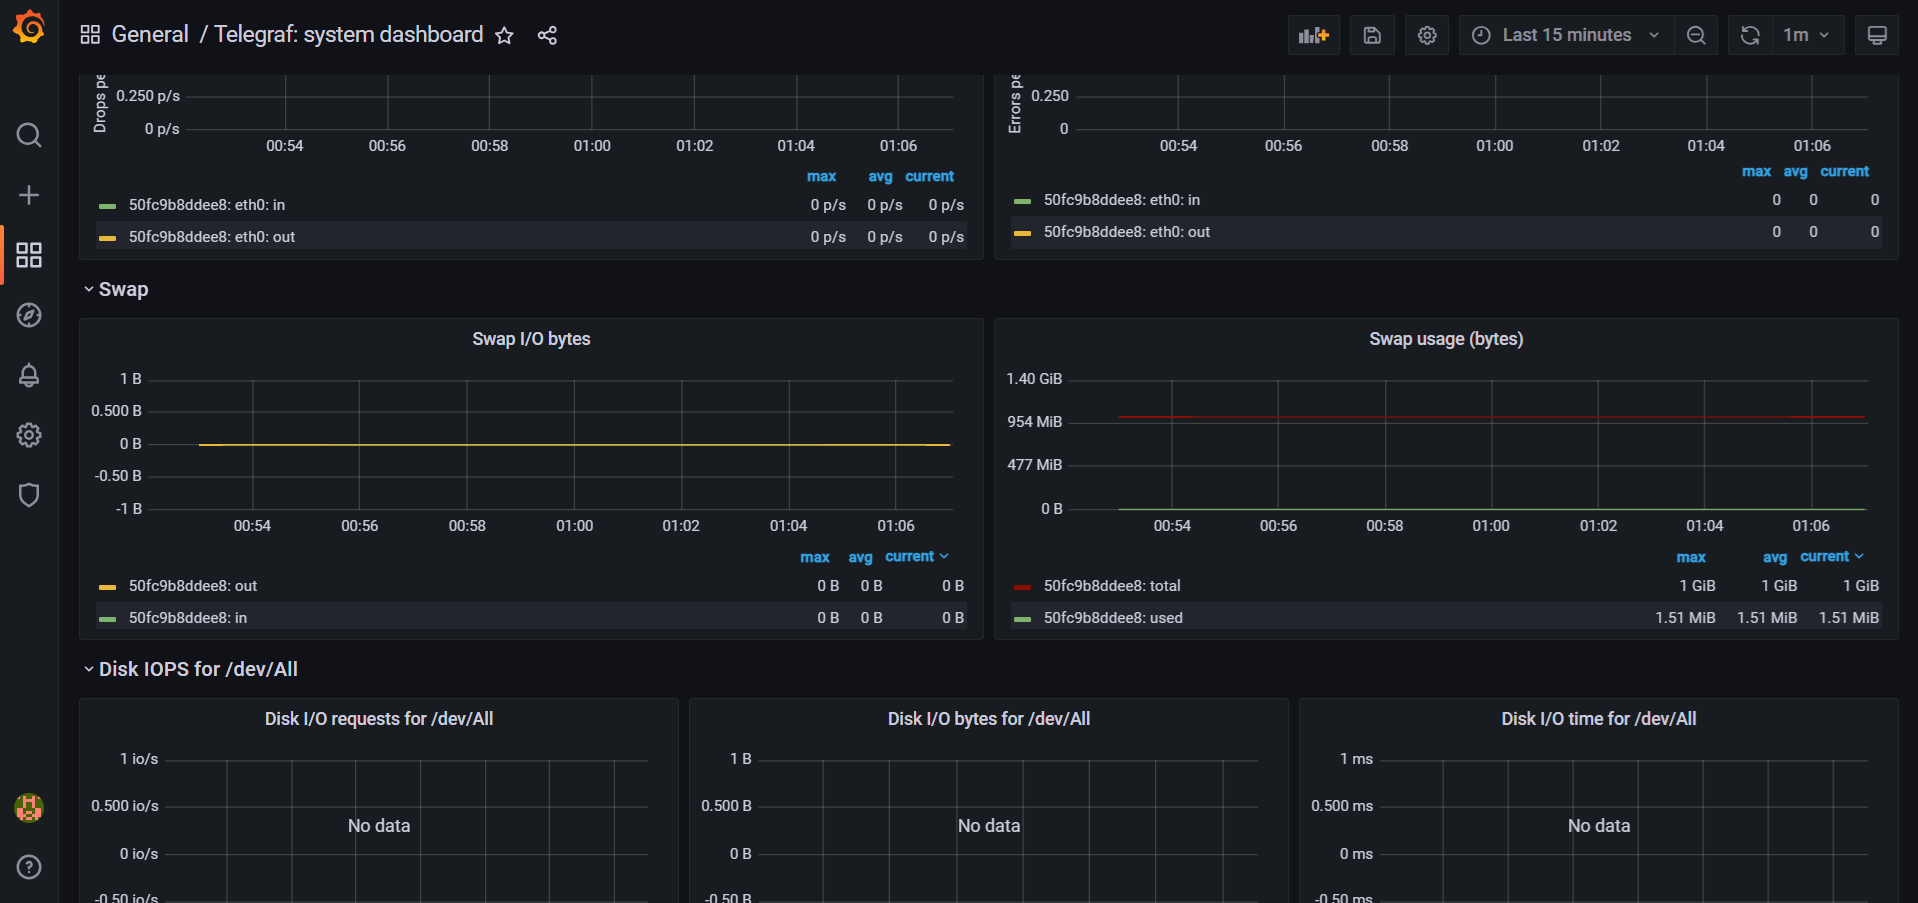 General / Telegraf: system dashboard
Last 15 minutes
1m
Drops pe
0.250 p/s
0 p/s
00:54 00:56 00:58 01:00 01:02 01:04 01:06
max avg current
50fc9b8ddee8: eth0: in 0 p/s 0 p/s 0 p/s
50fc9b8ddee8: eth0: out 0 p/s 0 p/s 0 p/s
Errors pe
0.250
0
00:54 00:56 00:58 01:00 01:02 01:04 01:06
max avg current
50fc9b8ddee8: eth0: in 0 0 0
50fc9b8ddee8: eth0: out 0 0 0
Swap
Swap I/O bytes
1 B
0.500 B
0 B
-0.50 B
-1 B
00:54 00:56 00:58 01:00 01:02 01:04 01:06
max avg current
50fc9b8ddee8: out 0 B 0 B 0 B
50fc9b8ddee8: in 0 B 0 B 0 B
Swap usage (bytes)
1.40 GiB
954 MiB
477 MiB
0 B
00:54 00:56 00:58 01:00 01:02 01:04 01:06
max avg current
50fc9b8ddee8: total 1 GiB 1 GiB 1 GiB
50fc9b8ddee8: used 1.51 MiB 1.51 MiB 1.51 MiB
Disk IOPS for /dev/All
Disk I/O requests for /dev/All
1 io/s
0.500 io/s
No data
0 io/s
-0.50 io/s
Disk I/O bytes for /dev/All
1 B
0.500 B
No data
0 B
-0.50 B
Disk I/O time for /dev/All
1 ms
0.500 ms
No data
0 ms
-0.50 ms